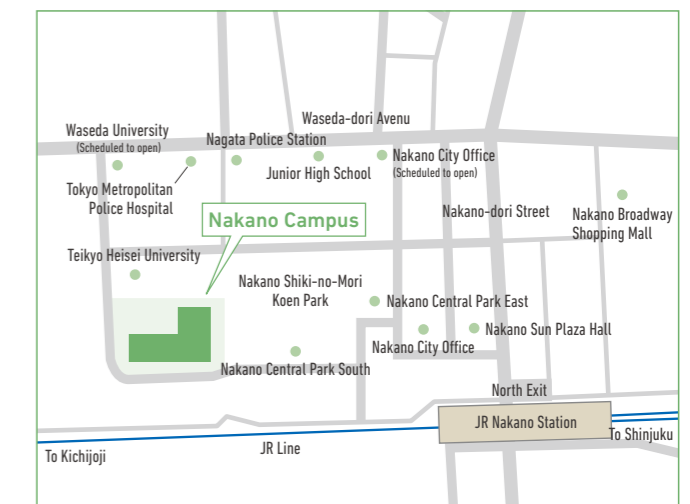 Waseda-dori Avenu
Waseda University
(Scheduled to open)
Nagata Police Station
Junior High School
Nakano City Office
(Scheduled to open)
Tokyo Metropolitan
Police Hospital
Nakano Campus
Nakano-dori Street
Nakano Broadway
Shopping Mall
Teikyo Heisei University
Nakano Shiki-no-Mori
Koen Park
Nakano Central Park East
Nakano Sun Plaza Hall
Nakano City Office
Nakano Central Park South
North Exit
JR Nakano Station
To Shinjuku
JR Line
To Kichijoji